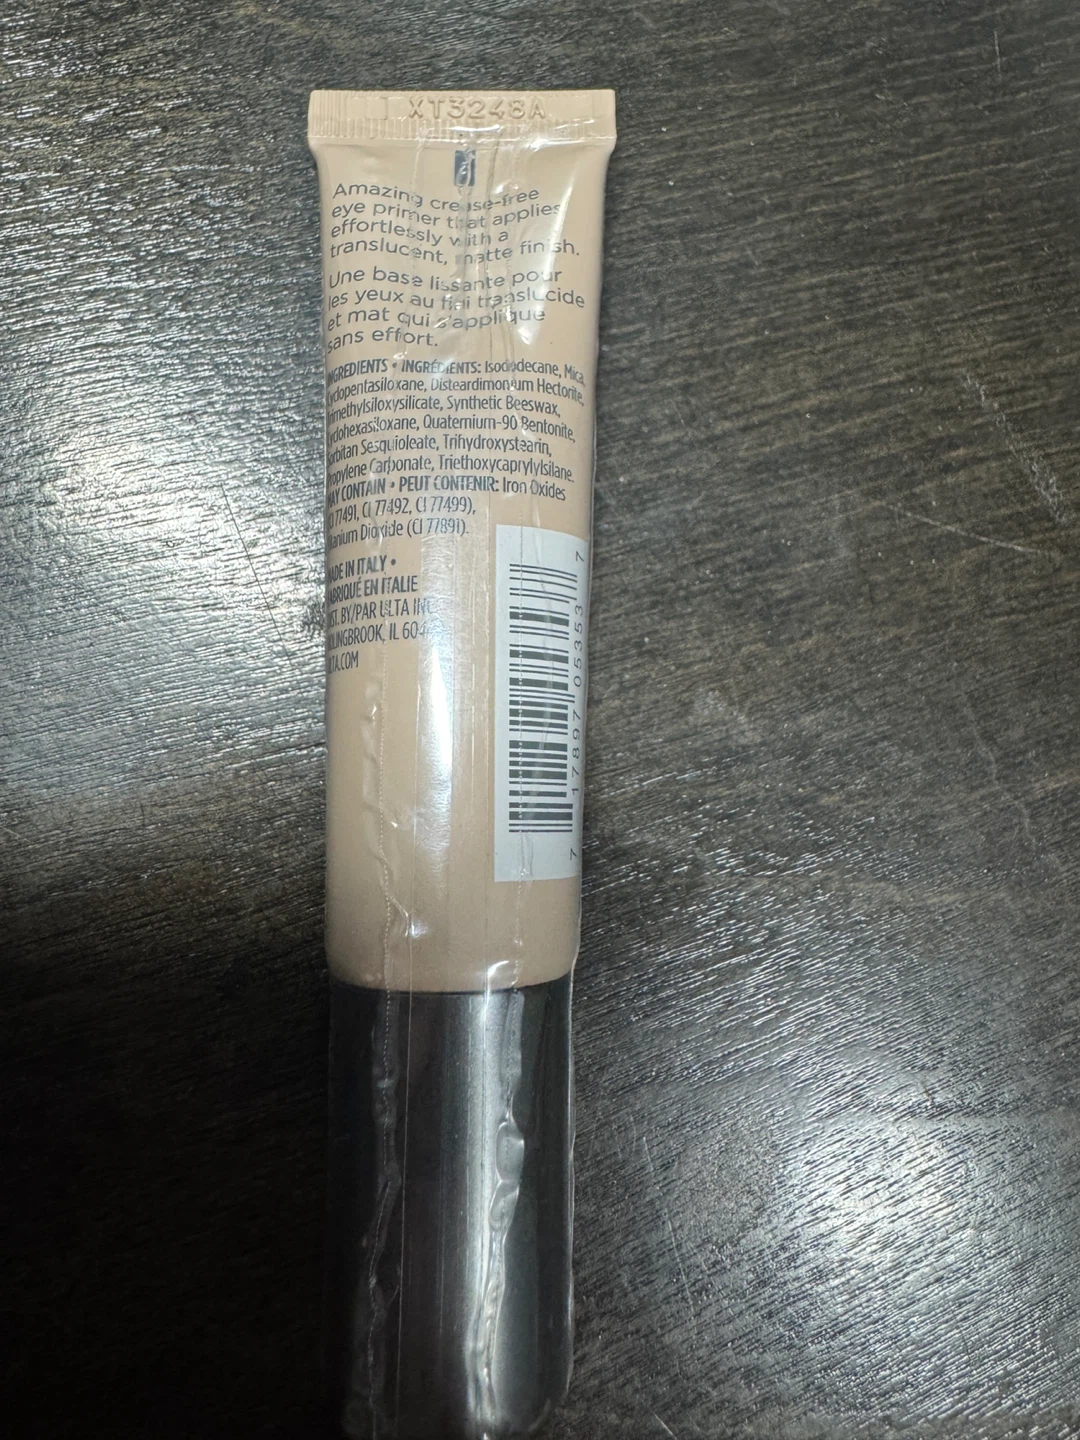 XT3248A
Amazing crease-free
eye primer that applies
effortlessly with a
translucent, matte finish.
Une base lissante pour
les yeux au fini translucide
et mat qui s'applique
sans effort.
INGREDIENTS • INGRÉDIENTS: Isododecane, Mica,
Cyclopentasiloxane, Disteardimonium Hectorite,
Trimethylsiloxysilicate, Synthetic Beeswax,
Cyclohexasiloxane, Quaternium-90 Bentonite,
Sorbitan Sesquioleate, Trihydroxystearin,
Propylene Carbonate, Triethoxycaprylylsilane.
MAY CONTAIN • PEUT CONTENIR: Iron Oxides
(CI 77491, CI 77492, CI 77499),
Titanium Dioxide (CI 77891).
MADE IN ITALY •
FABRIQUÉ EN ITALIE
DIST. BY/PAR ULTA INC.
BOLINGBROOK, IL
ULTA.COM
7 17897 05353 7